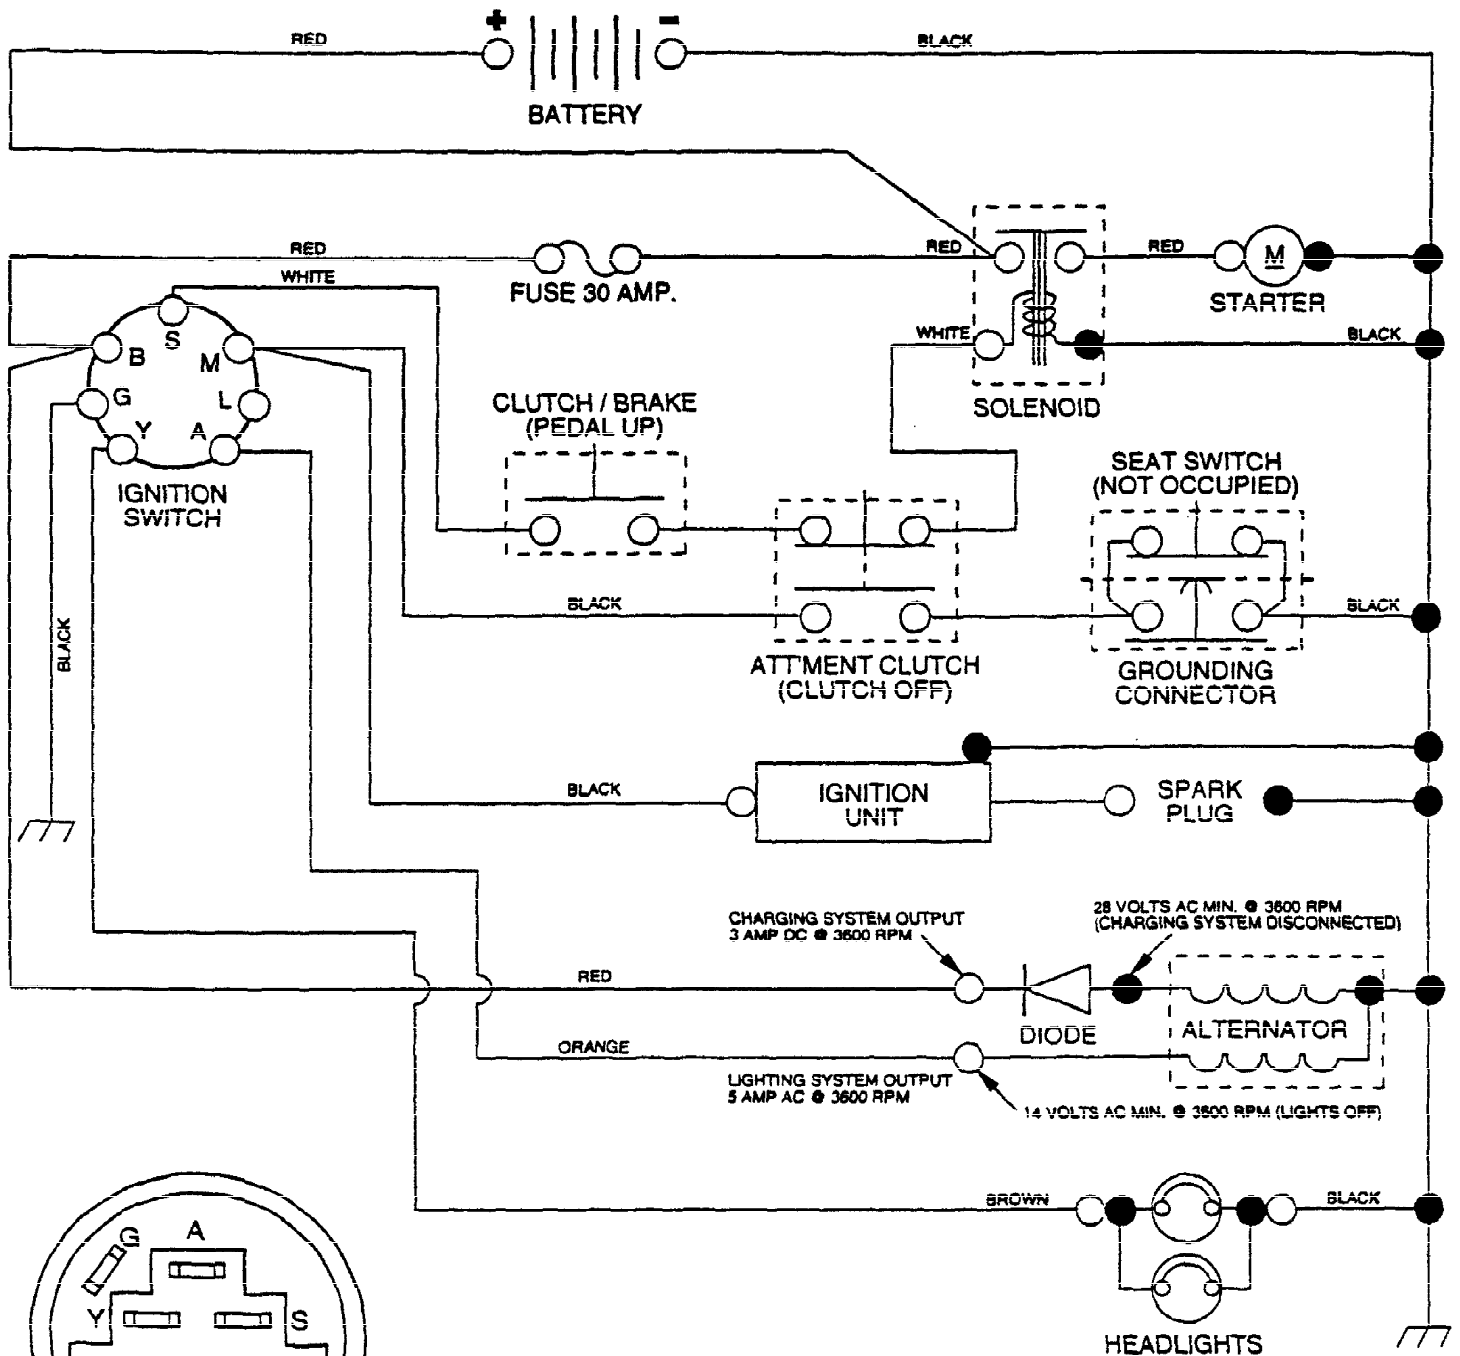 + −
RED
BLACK
BATTERY
RED
RED
RED
M
WHITE
FUSE 30 AMP.
STARTER
S
WHITE
BLACK
B
M
SOLENOID
G
L
CLUTCH / BRAKE
(PEDAL UP)
Y
A
SEAT SWITCH
(NOT OCCUPIED)
IGNITION
SWITCH
BLACK
BLACK
BLACK
ATT'MENT CLUTCH
(CLUTCH OFF)
GROUNDING
CONNECTOR
BLACK
IGNITION
UNIT
SPARK
PLUG
CHARGING SYSTEM OUTPUT
3 AMP DC @ 3600 RPM
28 VOLTS AC MIN. @ 3600 RPM
(CHARGING SYSTEM DISCONNECTED)
RED
DIODE
ALTERNATOR
ORANGE
LIGHTING SYSTEM OUTPUT
5 AMP AC @ 3600 RPM
14 VOLTS AC MIN. @ 3600 RPM (LIGHTS OFF)
BROWN
BLACK
G
A
Y
S
HEADLIGHTS